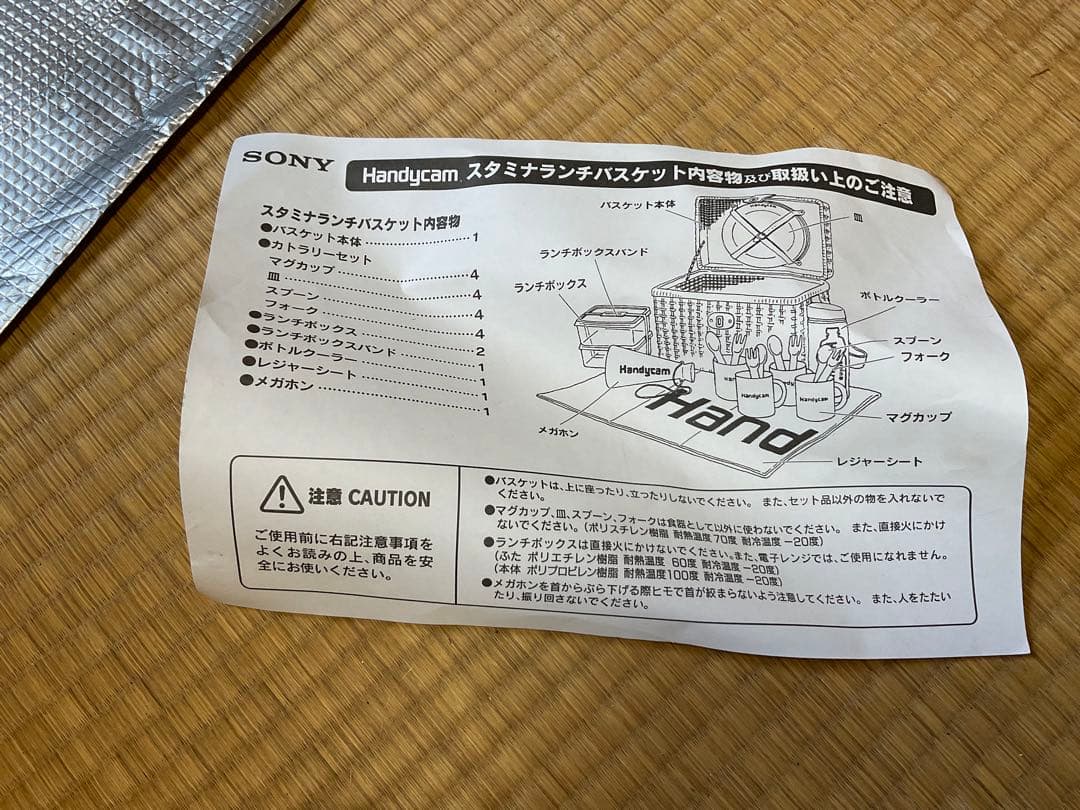 SONY
Handycam スタミナランチバスケット内容物及び取扱い上のご注意
スタミナランチバスケット内容物
●バスケット本体 1
●カトラリーセット
マグカップ 4
皿 4
スプーン 4
フォーク 4
●ランチボックス 2
●ランチボックスバンド 1
●ボトルクーラー 1
●レジャーシート 1
●メガホン 1
バスケット本体
皿
ランチボックスバンド
ランチボックス
ボトルクーラー
スプーン
フォーク
マグカップ
レジャーシート
メガホン
Handycam
Handycam
Handycam
Handycam
Hand
注意 CAUTION
ご使用前に右記注意事項を
よくお読みの上、商品を安
全にお使いください。
●バスケットは、上に座ったり、立ったりしないでください。 また、セット品以外の物を入れないで
ください。
●マグカップ、皿、スプーン、フォークは食器として以外に使わないでください。 また、直接火にかけ
ないでください。(ポリスチレン樹脂 耐熱温度70度 耐冷温度-20度)
●ランチボックスは直接火にかけないでください。また、電子レンジでは、ご使用になれません。
(ふた ポリエチレン樹脂 耐熱温度 60度 耐冷温度-20度)
(本体 ポリプロピレン樹脂 耐熱温度100度 耐冷温度-20度)
●メガホンを首からぶら下げる際ヒモで首が絞まらないよう注意してください。 また、人をたたい
たり、振り回さないでください。